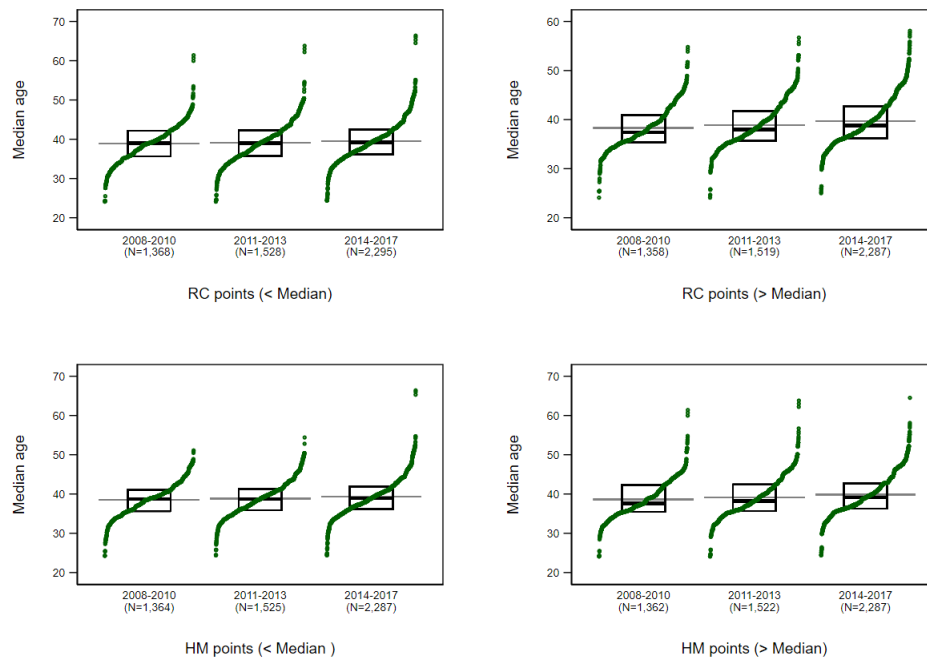 Median age
70
60
50
40
30
20
2008-2010
(N=1,368)
2011-2013
(N=1,528)
2014-2017
(N=2,295)
RC points (< Median)
Median age
60
50
40
30
20
2008-2010
(N=1,358)
2011-2013
(N=1,519)
2014-2017
(N=2,287)
RC points (> Median)
Median age
70
60
50
40
30
20
2008-2010
(N=1,364)
2011-2013
(N=1,525)
2014-2017
(N=2,287)
HM points (< Median )
Median age
70
60
50
40
30
20
2008-2010
(N=1,362)
2011-2013
(N=1,522)
2014-2017
(N=2,287)
HM points (> Median)